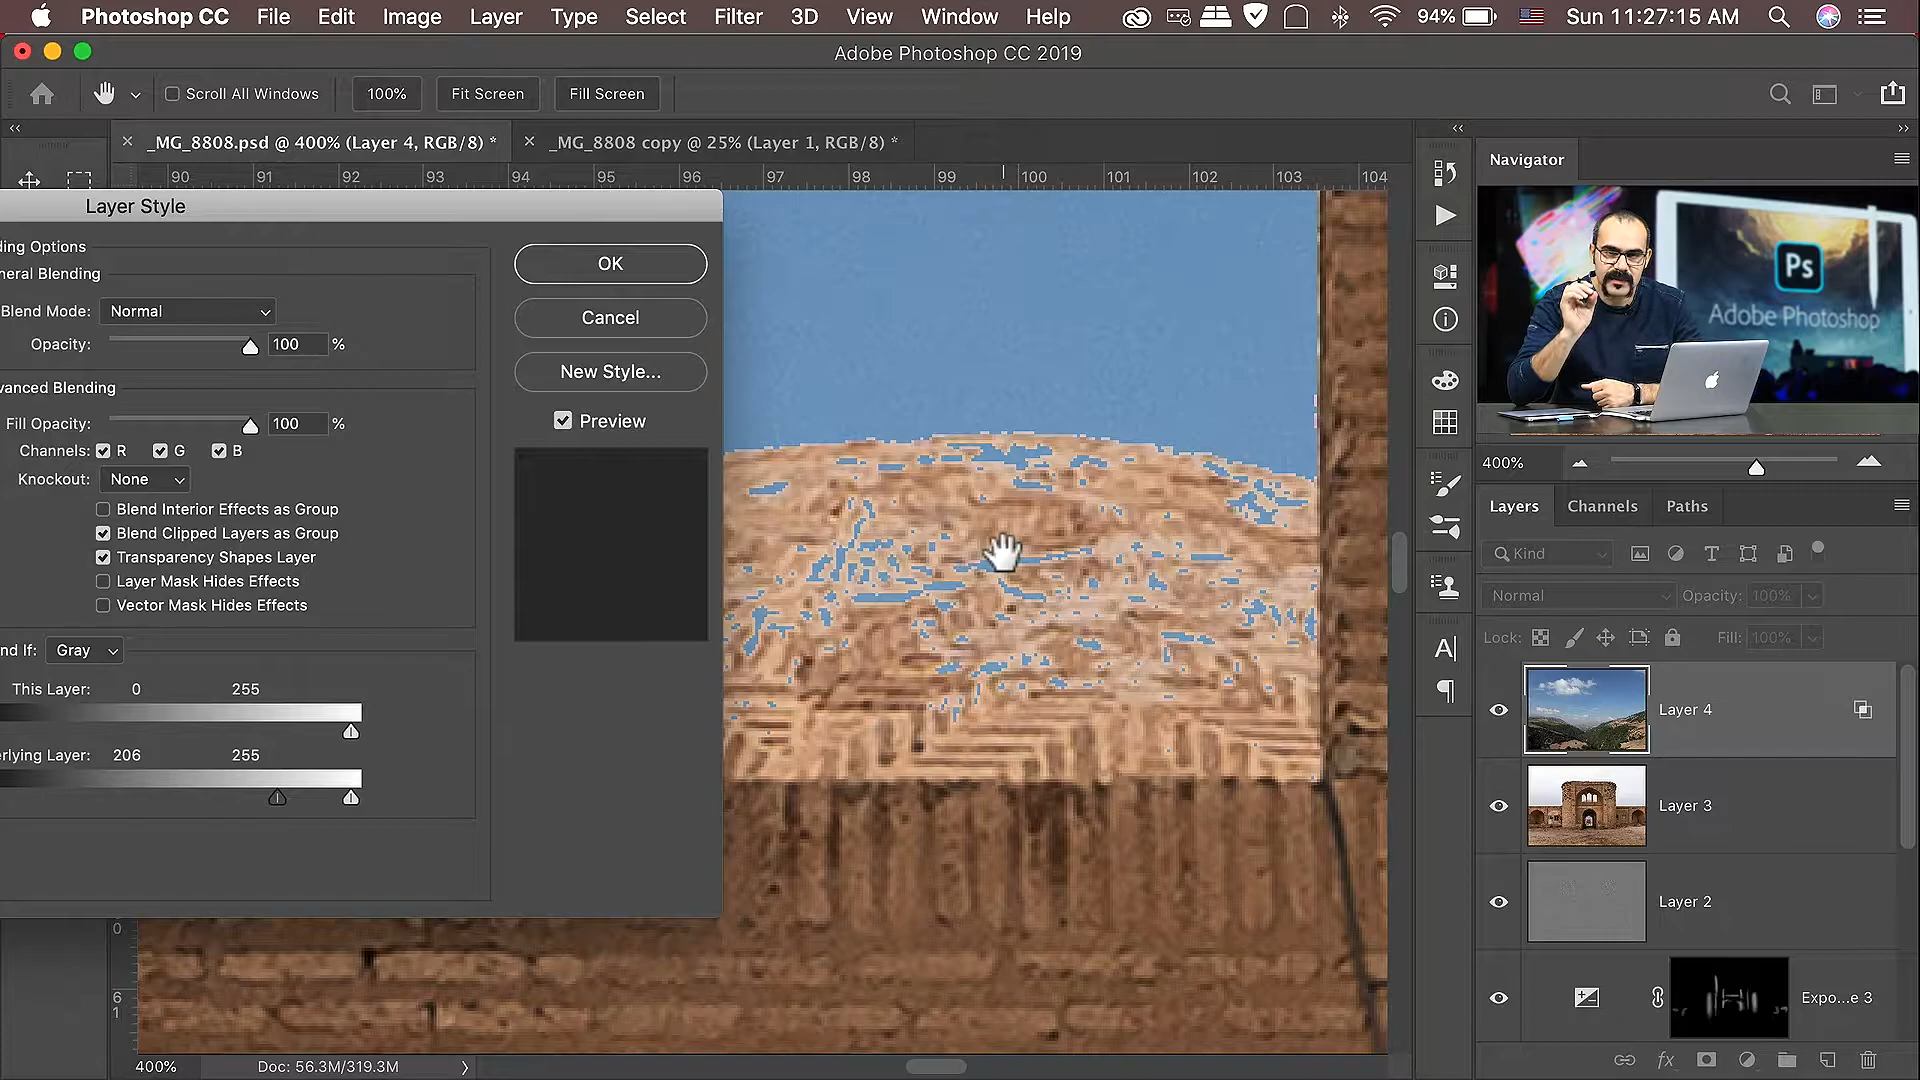 Photoshop CC File Edit Image Layer Type Select Filter 3D View Window Help 94% Sun 11:27:15 AM
Adobe Photoshop CC 2019
Scroll All Windows 100% Fit Screen Fill Screen
_MG_8808.psd @ 400% (Layer 4, RGB/8) * _MG_8808 copy @ 25% (Layer 1, RGB/8) *
90 91 92 93 94 95 96 97 98 99 100 101 102 103 104
Navigator
Ps
Adobe Photoshop
400%
Layer Style
ding Options
neral Blending
Blend Mode: Normal
Opacity: 100 %
vanced Blending
Fill Opacity: 100 %
Channels: R G B
Knockout: None
Blend Interior Effects as Group
Blend Clipped Layers as Group
Transparency Shapes Layer
Layer Mask Hides Effects
Vector Mask Hides Effects
nd If: Gray
This Layer: 0 255
erlying Layer: 206 255
OK
Cancel
New Style...
Preview
Layers Channels Paths
Kind
Normal Opacity: 100%
Lock: Fill: 100%
Layer 4
Layer 3
Layer 2
Expo...e 3
fx
0
6
1
400% Doc: 56.3M/319.3M